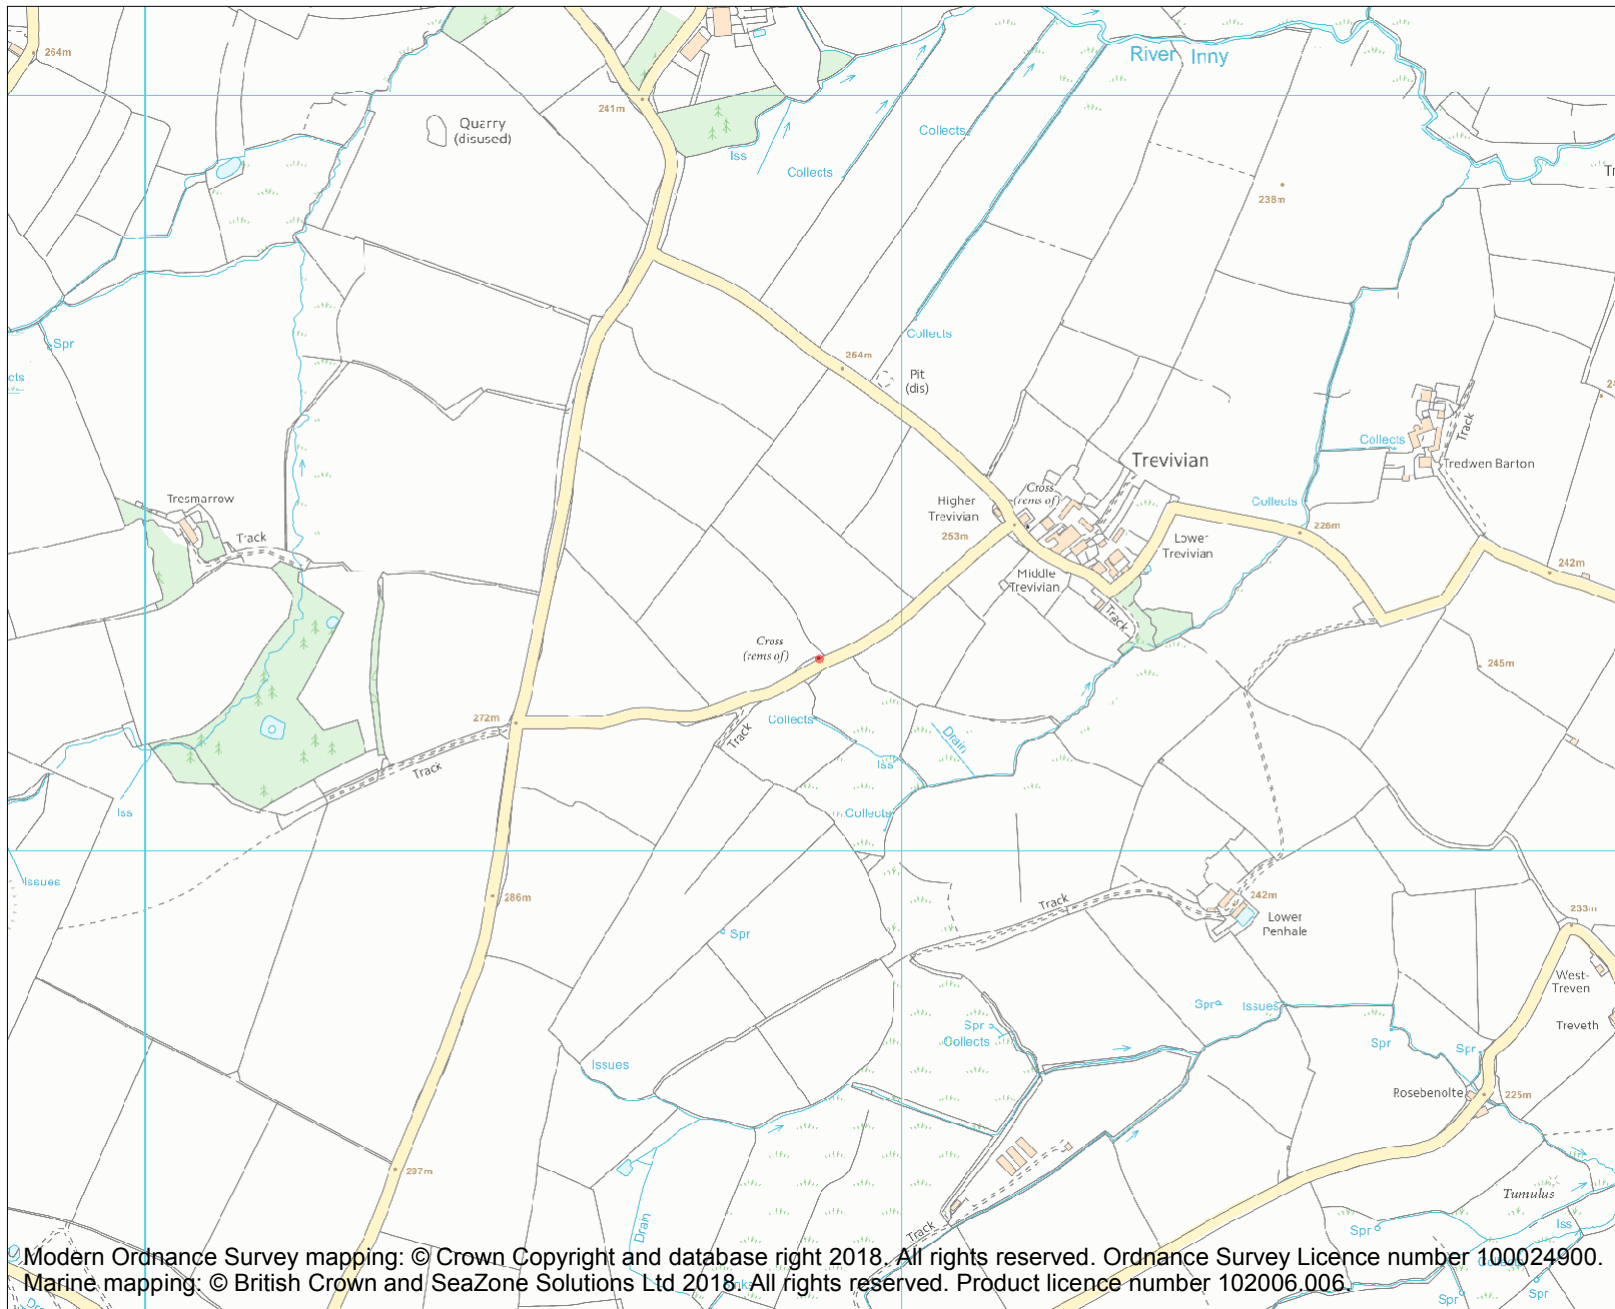 264m
River Inny
241m
Quarry
(disused)
Iss
Collects
Collects
238m
Spr
Collects
264m
Pit
(dis)
Trevivian
Cross
(rems of)
Higher
Trevivian
253m
Lower
Trevivian
Middle
Trevivian
Track
Collects
226m
Collects
Track
Tredwen Barton
242m
245m
Tresmarrow
Track
Cross
(rems of)
272m
Track
Track
Collects
Drain
Iss
Collects
Iss
Issues
286m
Spr
Track
242m
Lower
Penhale
233m
West
Treven
Treveth
Spr
Issues
Spr
Spr
Spr
Collects
Issues
Rosebenolte
225m
297m
Drain
Track
Tumulus
Spr
Iss
Modern Ordnance Survey mapping: © Crown Copyright and database right 2018. All rights reserved. Ordnance Survey Licence number 100024900.
Marine mapping: © British Crown and SeaZone Solutions Ltd 2018. All rights reserved. Product licence number 102006.006.
Spr
Spr